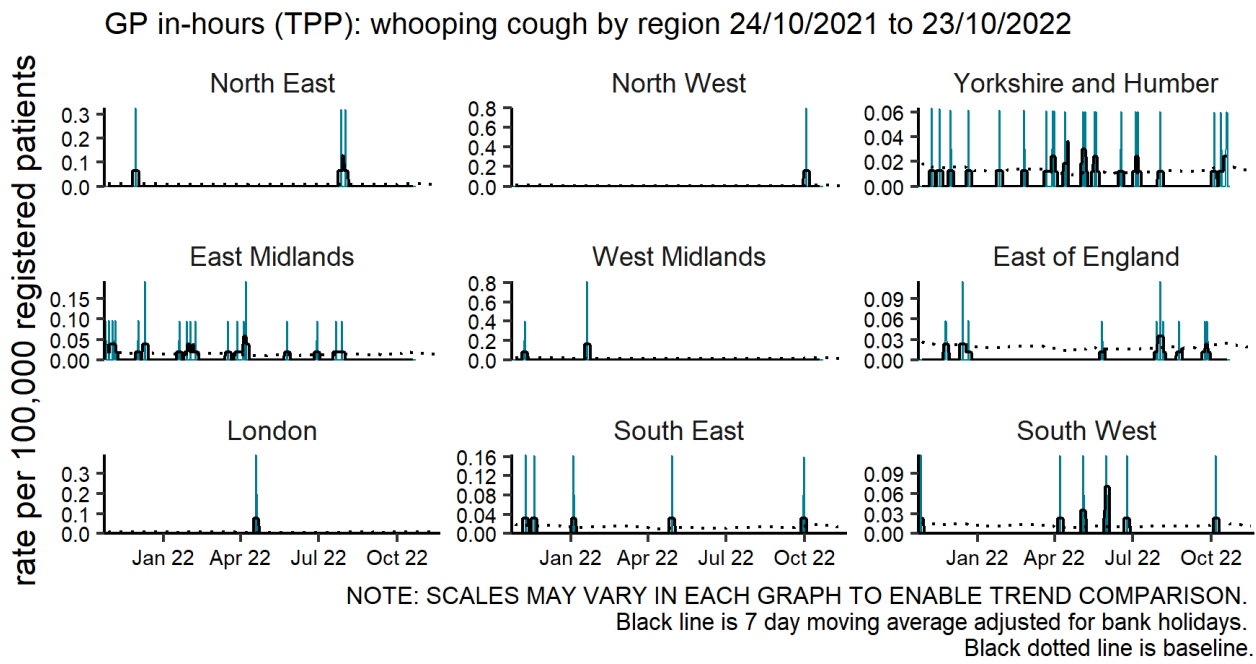 GP in-hours (TPP): whooping cough by region 24/10/2021 to 23/10/2022
rate per 100,000 registered patients
North East
0.3
0.2
0.1
0.0
North West
0.8
0.6
0.4
0.2
0.0
Yorkshire and Humber
0.06
0.04
0.02
0.00
East Midlands
0.15
0.10
0.05
0.00
West Midlands
0.8
0.6
0.4
0.2
0.0
East of England
0.09
0.06
0.03
0.00
London
0.3
0.2
0.1
0.0
Jan 22 Apr 22 Jul 22 Oct 22
South East
0.16
0.12
0.08
0.04
0.00
Jan 22 Apr 22 Jul 22 Oct 22
South West
0.09
0.06
0.03
0.00
Jan 22 Apr 22 Jul 22 Oct 22
NOTE: SCALES MAY VARY IN EACH GRAPH TO ENABLE TREND COMPARISON.
Black line is 7 day moving average adjusted for bank holidays.
Black dotted line is baseline.